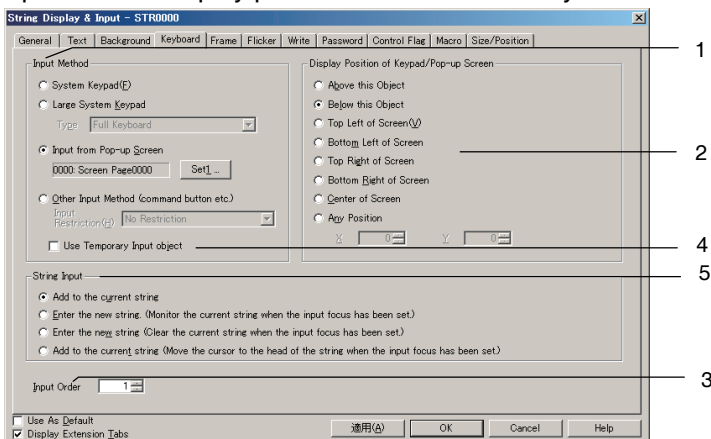 String Display & Input - STR0000
General Text Background Keyboard Frame Flicker Write Password Control Flag Macro Size/Position
1
Input Method
System Keypad(F)
Large System Keypad
Type Full Keyboard
Input from Pop-up Screen
0000: Screen Page0000 Set1 ...
Other Input Method (command button etc.)
Input Restriction(H) No Restriction
Use Temporary Input object
Display Position of Keypad/Pop-up Screen
Above this Object
Below this Object
Top Left of Screen(V)
Bottom Left of Screen
Top Right of Screen
Bottom Right of Screen
Center of Screen
Any Position
X 0 Y 0
2
4
5
String Input
Add to the current string
Enter the new string. (Monitor the current string when the input focus has been set.)
Enter the new string (Clear the current string when the input focus has been set.)
Add to the current string (Move the cursor to the head of the string when the input focus has been set.)
Input Order 1
3
Use As Default
Display Extension Tabs
適用(A) OK Cancel Help